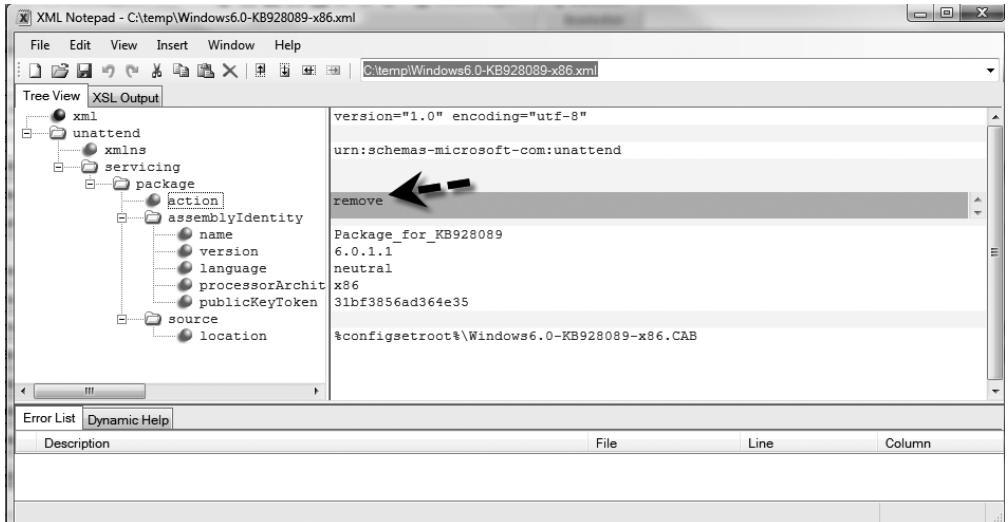 XML Notepad - C:\temp\Windows6.0-KB928089-x86.xml
File Edit View Insert Window Help
C:\temp\Windows6.0-KB928089-x86.xml
Tree View XSL Output
xml version="1.0" encoding="utf-8"
unattend
xmlns urn:schemas-microsoft-com:unattend
servicing
package
action remove
assemblyIdentity
name Package_for_KB928089
version 6.0.1.1
language neutral
processorArchit x86
publicKeyToken 31bf3856ad364e35
source
location %configsetroot%\Windows6.0-KB928089-x86.CAB
Error List Dynamic Help
Description File Line Column